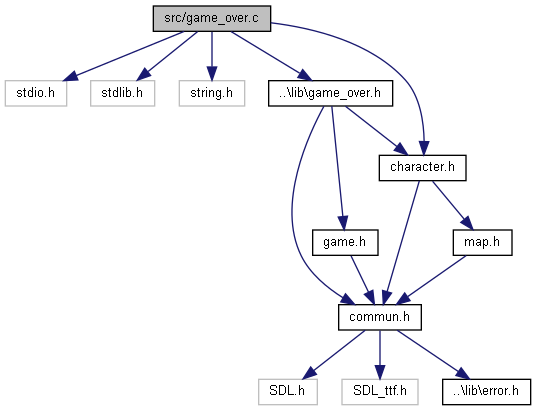 src/game_over.c
stdio.h
stdlib.h
string.h
..\lib\game_over.h
character.h
game.h
map.h
commun.h
SDL.h
SDL_ttf.h
..\lib\error.h